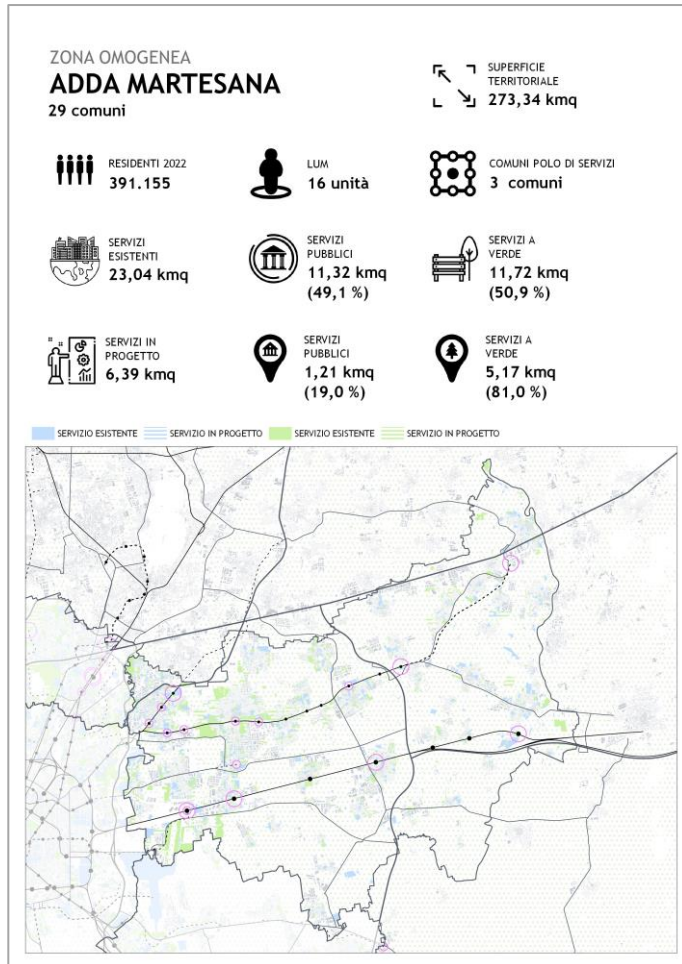 ZONA OMOGENEA
ADDA MARTESANA
29 comuni
SUPERFICIE
TERRITORIALE
273,34 kmq
RESIDENTI 2022
391.155
LUM
16 unità
COMUNI POLO DI SERVIZI
3 comuni
SERVIZI
ESISTENTI
23,04 kmq
SERVIZI
PUBBLICI
11,32 kmq
(49,1 %)
SERVIZI A
VERDE
11,72 kmq
(50,9 %)
SERVIZI IN
PROGETTO
6,39 kmq
SERVIZI
PUBBLICI
1,21 kmq
(19,0 %)
SERVIZI A
VERDE
5,17 kmq
(81,0 %)
SERVIZIO ESISTENTE SERVIZIO IN PROGETTO SERVIZIO ESISTENTE SERVIZIO IN PROGETTO